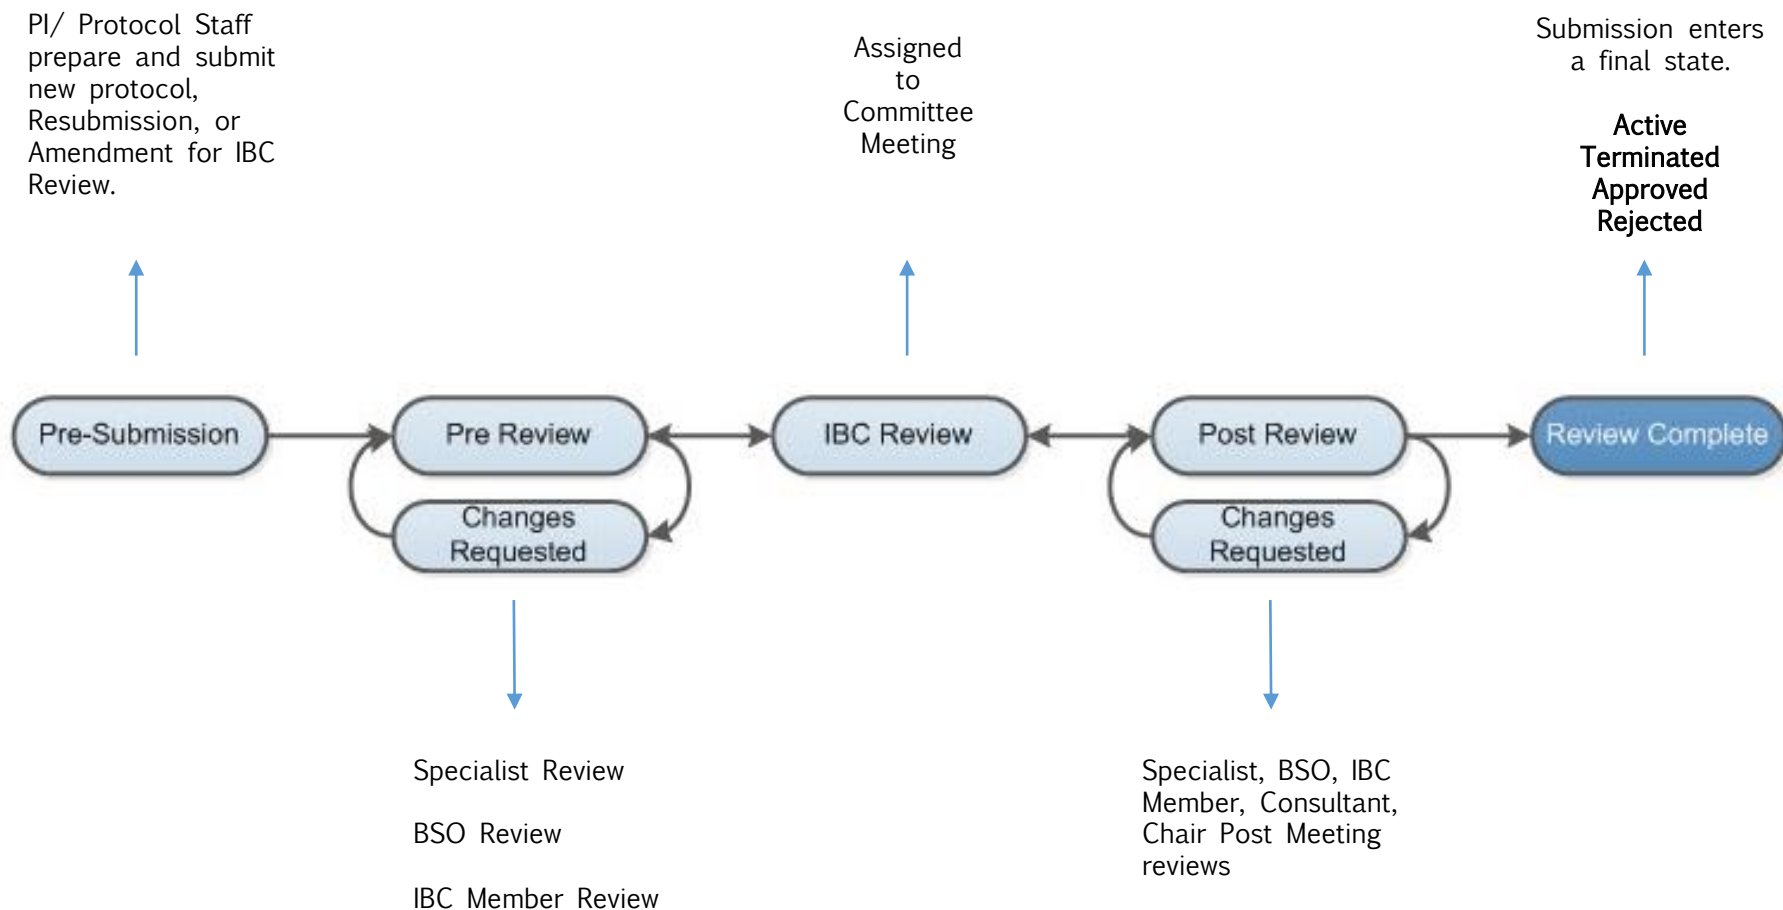 PI/ Protocol Staff
prepare and submit
new protocol,
Resubmission, or
Amendment for IBC
Review.
Assigned
to
Committee
Meeting
Submission enters
a final state.
Active
Terminated
Approved
Rejected
Pre-Submission
Pre Review
IBC Review
Post Review
Review Complete
Changes
Requested
Changes
Requested
Specialist Review
BSO Review
IBC Member Review
Specialist, BSO, IBC
Member, Consultant,
Chair Post Meeting
reviews